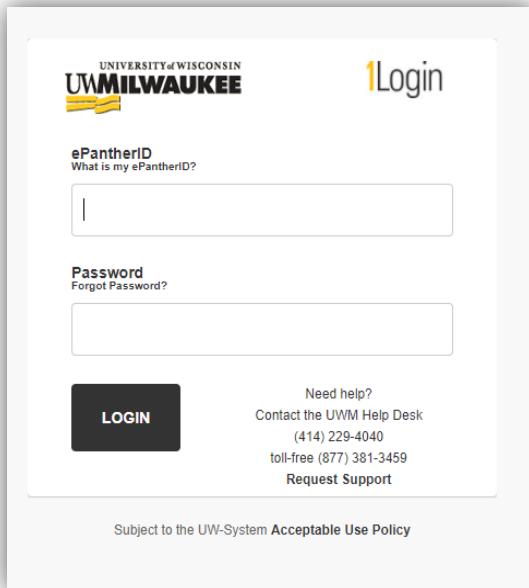 UNIVERSITY of WISCONSIN
UWMILWAUKEE
1Login
ePantherID
What is my ePantherID?
Password
Forgot Password?
LOGIN
Need help?
Contact the UWM Help Desk
(414) 229-4040
toll-free (877) 381-3459
Request Support
Subject to the UW-System Acceptable Use Policy